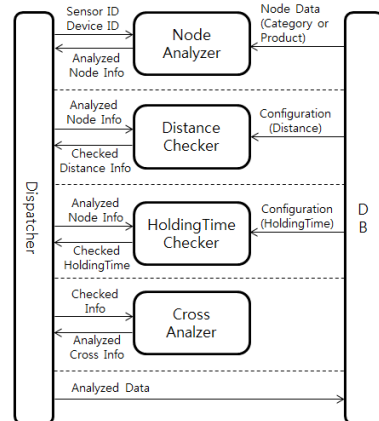 Sensor ID
Device ID
Node
Analyzer
Node Data
(Category or
Product)
Analyzed
Node Info
Analyzed
Node Info
Distance
Checker
Configuration
(Distance)
Checked
Distance Info
Dispatcher
Analyzed
Node Info
HoldingTime
Checker
Configuration
(HoldingTime)
D
B
Checked
HoldingTime
Checked
Info
Cross
Analzer
Analyzed
Cross Info
Analyzed Data